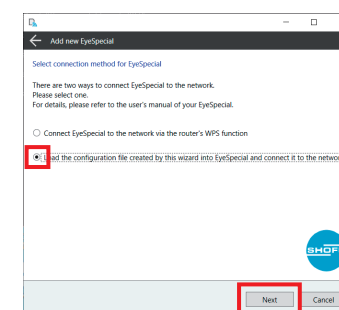 Add new EyeSpecial
Select connection method for EyeSpecial
There are two ways to connect EyeSpecial to the network.
Please select one.
For details, please refer to the user's manual of your EyeSpecial.
Connect EyeSpecial to the network via the router's WPS function
Load the configuration file created by this wizard into EyeSpecial and connect it to the networ
SHOF
Next Cancel